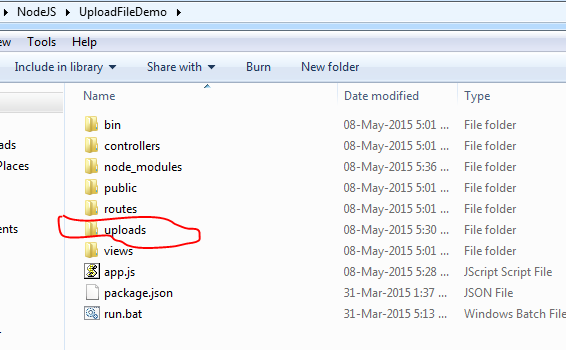 NodeJS UploadFileDemo
ew Tools Help
Include in library Share with Burn New folder
Name Date modified Type
bin 08-May-2015 5:01 ... File folder
ads controllers 08-May-2015 5:01 ... File folder
Places node_modules 08-May-2015 5:36 ... File folder
public 08-May-2015 5:01 ... File folder
routes 08-May-2015 5:01 ... File folder
ents uploads 08-May-2015 5:30 ... File folder
views 08-May-2015 5:01 ... File folder
app.js 08-May-2015 5:28 ... JScript Script File
package.json 31-Mar-2015 1:37 ... JSON File
run.bat 31-Mar-2015 5:13 ... Windows Batch File